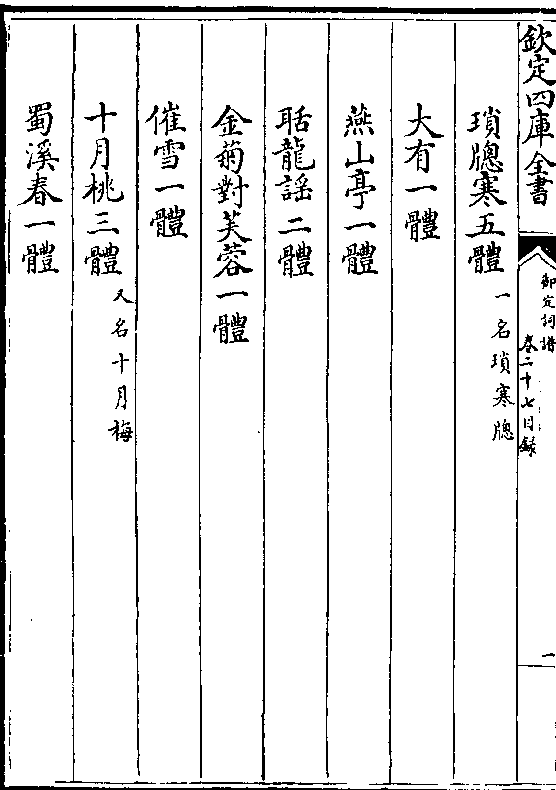 欽定四庫全書
御定詞譜
卷二十七目録
一
瑣牎寒五體 一名瑣寒牎
大有一體
燕山亭一體
聒龍謡二體
金菊對芙蓉一體
催雪一體
十月桃三體 又名十月梅
蜀溪春一體